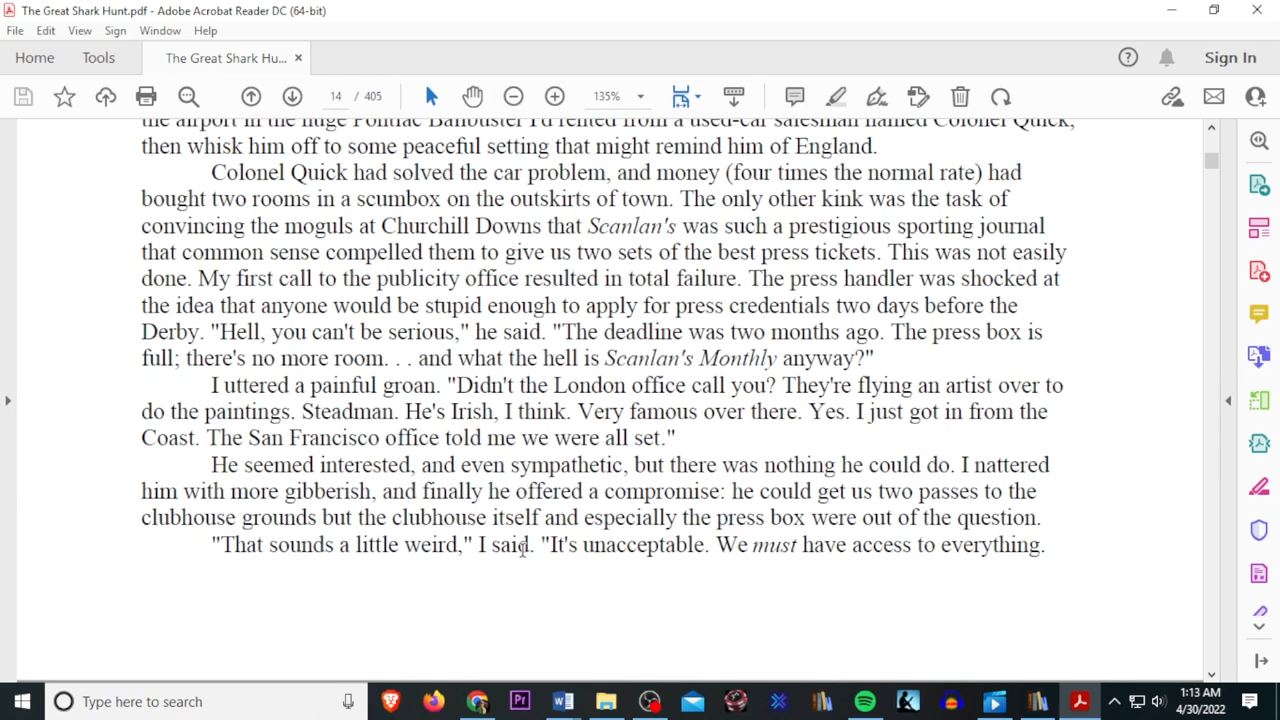 The Great Shark Hunt.pdf - Adobe Acrobat Reader DC (64-bit)
File Edit View Sign Window Help
Home Tools The Great Shark Hu... × Sign In
14 / 405 135%
the airport in the huge Pontiac Ballbuster I'd rented from a used-car salesman named Colonel Quick,
then whisk him off to some peaceful setting that might remind him of England.
Colonel Quick had solved the car problem, and money (four times the normal rate) had
bought two rooms in a scumbox on the outskirts of town. The only other kink was the task of
convincing the moguls at Churchill Downs that Scanlan's was such a prestigious sporting journal
that common sense compelled them to give us two sets of the best press tickets. This was not easily
done. My first call to the publicity office resulted in total failure. The press handler was shocked at
the idea that anyone would be stupid enough to apply for press credentials two days before the
Derby. "Hell, you can't be serious," he said. "The deadline was two months ago. The press box is
full; there's no more room. . . and what the hell is Scanlan's Monthly anyway?"
I uttered a painful groan. "Didn't the London office call you? They're flying an artist over to
do the paintings. Steadman. He's Irish, I think. Very famous over there. Yes. I just got in from the
Coast. The San Francisco office told me we were all set."
He seemed interested, and even sympathetic, but there was nothing he could do. I nattered
him with more gibberish, and finally he offered a compromise: he could get us two passes to the
clubhouse grounds but the clubhouse itself and especially the press box were out of the question.
"That sounds a little weird," I said. "It's unacceptable. We must have access to everything.
Type here to search
1:13 AM
4/30/2022